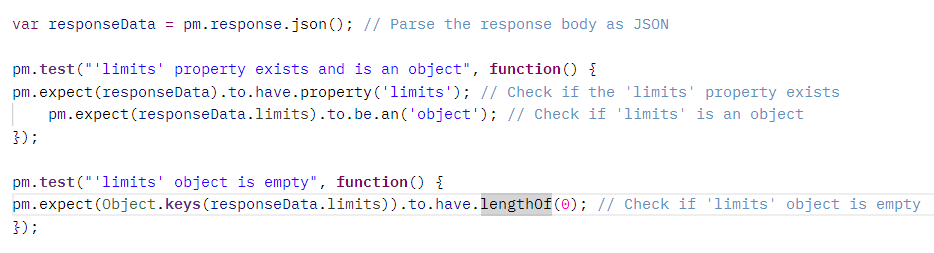 var responseData = pm.response.json(); // Parse the response body as JSON
pm.test("'limits' property exists and is an object", function() {
pm.expect(responseData).to.have.property('limits'); // Check if the 'limits' property exists
pm.expect(responseData.limits).to.be.an('object'); // Check if 'limits' is an object
});
pm.test("'limits' object is empty", function() {
pm.expect(Object.keys(responseData.limits)).to.have.lengthOf(0); // Check if 'limits' object is empty
});